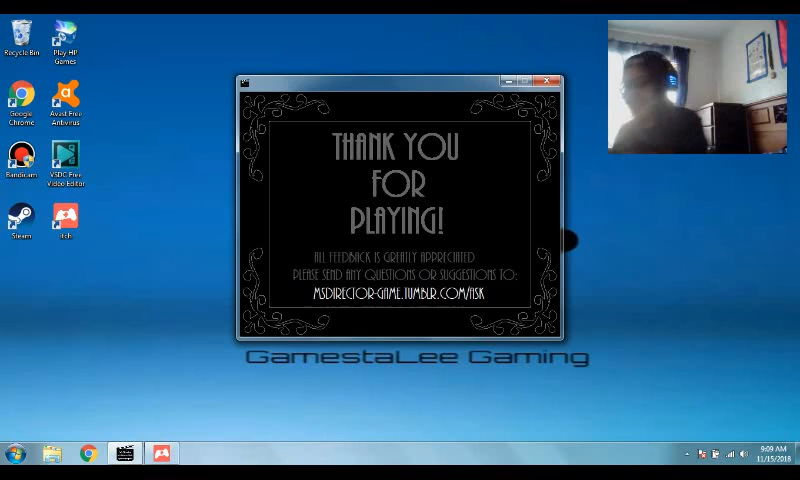 Recycle Bin
Play HP
Games
Google
Chrome
Avast Free
Antivirus
Bandicam
VSDC Free
Video Editor
Steam
itch
THANK YOU
FOR
PLAYING!
ALL FEEDBACK IS GREATLY APPRECIATED
PLEASE SEND ANY QUESTIONS OR SUGGESTIONS TO:
MSDIRECTOR-GAME.TUMBLR.COM/ASK
GamestaLee Gaming
9:09 AM
11/15/2018